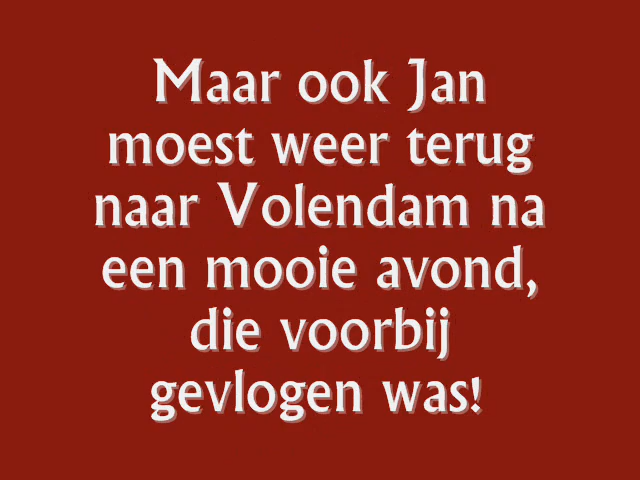 Maar ook Jan
moest weer terug
naar Volendam na
een mooie avond,
die voorbij
gevlogen was!